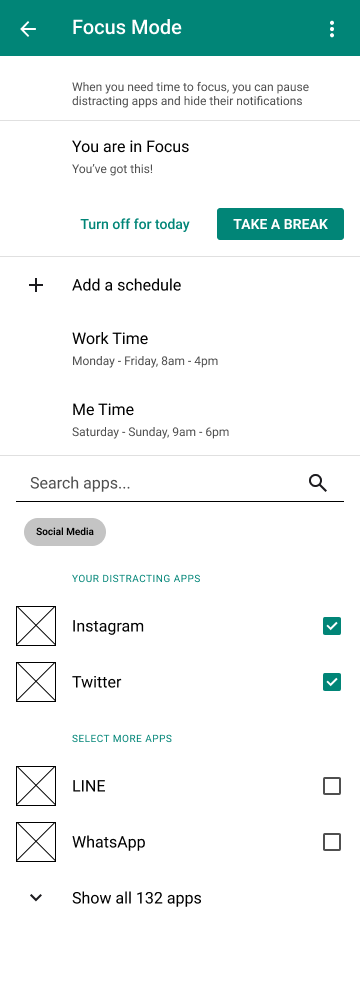 Focus Mode
When you need time to focus, you can pause
distracting apps and hide their notifications
You are in Focus
You've got this!
Turn off for today
TAKE A BREAK
Add a schedule
Work Time
Monday - Friday, 8am - 4pm
Me Time
Saturday - Sunday, 9am - 6pm
Search apps...
Social Media
YOUR DISTRACTING APPS
Instagram
Twitter
SELECT MORE APPS
LINE
WhatsApp
Show all 132 apps